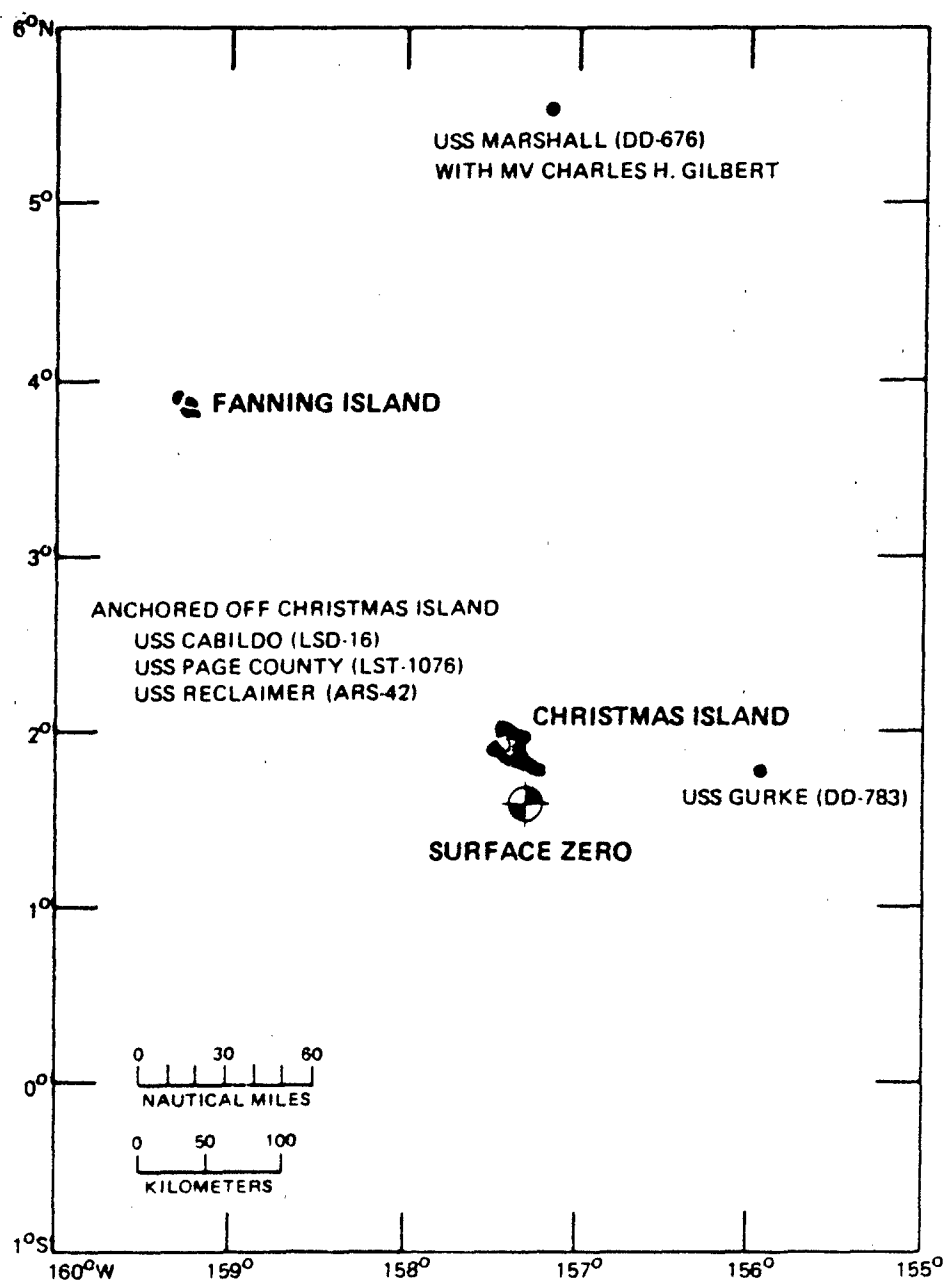 6°N
USS MARSHALL (DD-676)
WITH MV CHARLES H. GILBERT
5°
4°
FANNING ISLAND
3°
ANCHORED OFF CHRISTMAS ISLAND
USS CABILDO (LSD-16)
USS PAGE COUNTY (LST-1076)
USS RECLAIMER (ARS-42)
CHRISTMAS ISLAND
2°
USS GURKE (DD-783)
SURFACE ZERO
1°
0 30 60
NAUTICAL MILES
0°
0 50 100
KILOMETERS
1°S
160°W 159° 158° 157° 156° 155°